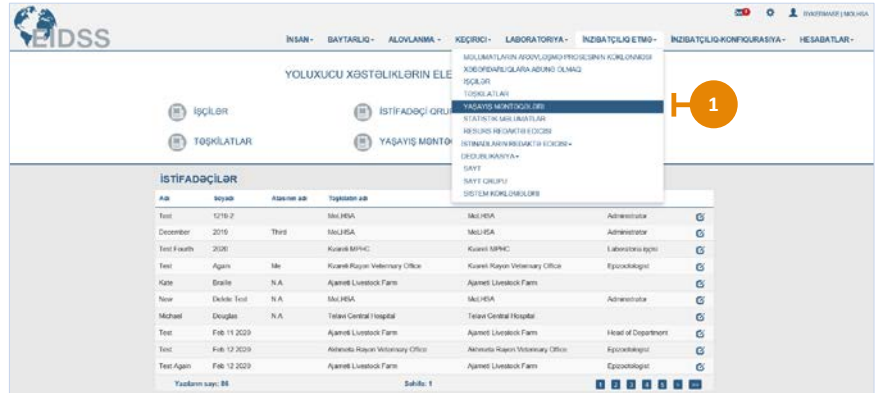 EIDSS
İNSAN BAYTARLIQ ALOVLANMA KEÇİRİCİ LABORATORİYA İNZİBATÇILIQ ETMƏ İNZİBATÇILIQ-KONFİQURASİYA HESABATLAR
YOLUXUCU XƏSTƏLİKLƏRİN ELE
İŞÇİLƏR
İSTİFADƏÇİ QRU
TƏŞKİLATLAR
YAŞAYIŞ MƏNTƏ
XƏBƏRDARLIQLARA ABUNƏ OLMAQ
İŞÇİLƏR
TƏŞKİLATLAR
YAŞAYIŞ MƏNTƏQƏLƏRİ
STATİSTİK MƏLUMATLAR
RESURS REDAKTƏ EDİCİSİ
İSTİNADLARIN REDAKTƏ EDİCİSİ
DEDUBLİKASİYA
SAYT
SAYT QRUPU
SİSTEM KÖKLƏMƏLƏRİ
1
İSTİFADƏÇİLƏR
Adı Soyadı Atasının adı Təşkilatın adı
Test 1219-2 MoLHSA MoLHSA Administrator
December 2019 Third MoLHSA MoLHSA Administrator
Test Fourth 2020 Kvareli MPHC Kvareli MPHC Laboratoriya işçisi
Test Again Me Kvareli Rayon Veterinary Office Kvareli Rayon Veterinary Office Epizootologist
Kate Braille N.A Ajameti Livestock Farm Ajameti Livestock Farm
New Delete Test N.A MoLHSA MoLHSA Administrator
Michael Douglas N.A Telavi Central Hospital Telavi Central Hospital
Test Feb 11 2020 Ajameti Livestock Farm Ajameti Livestock Farm Head of Department
Test Feb 12 2020 Akhmeta Rayon Veterinary Office Akhmeta Rayon Veterinary Office Epizootologist
Test Again Feb 12 2020 Ajameti Livestock Farm Ajameti Livestock Farm Epizootologist
Yazıların sayı: 86 Səhifə: 1 1 2 3 4 5 > >>